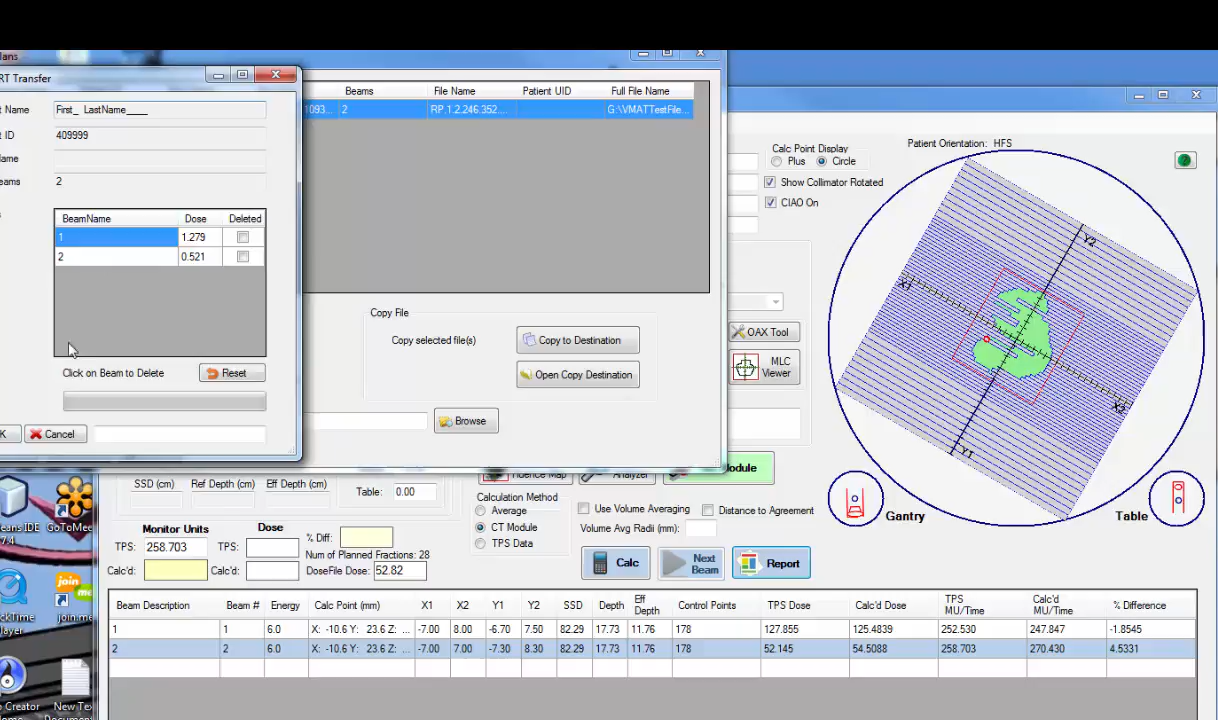 lans
RT Transfer
t Name First_ LastName____
t ID 409999
Name
eams 2
s
BeamName Dose Deleted
1 1.279
2 0.521
Click on Beam to Delete Reset
K Cancel
Beams File Name Patient UID Full File Name
1093... 2 RP.1.2.246.352.... G:\VMATTestFile...
Copy File
Copy selected file(s) Copy to Destination
Open Copy Destination
Browse
Calc Point Display
Plus Circle
Show Collimator Rotated
CIAO On
Patient Orientation: HFS
OAX Tool
MLC
Viewer
Y2
X1
X2
Y1
Gantry
Table
Analyzer
odule
SSD (cm) Ref Depth (cm) Eff Depth (cm) Table: 0.00
Calculation Method
Average
CT Module
TPS Data
Use Volume Averaging Distance to Agreement
Volume Avg Radii (mm):
Monitor Units Dose
% Diff:
TPS: 258.703 TPS:
Num of Planned Fractions: 28
Calc'd: Calc'd: DoseFile Dose: 52.82
Calc Next
Beam Report
Beam Description Beam # Energy Calc Point (mm) X1 X2 Y1 Y2 SSD Depth Eff
Depth Control Points TPS Dose Calc'd Dose TPS
MU/Time Calc'd
MU/Time % Difference
1 1 6.0 X: -10.6 Y: 23.6 Z: ... -7.00 8.00 -6.70 7.50 82.29 17.73 11.76 178 127.855 125.4839 252.530 247.847 -1.8545
2 2 6.0 X: -10.6 Y: 23.6 Z: ... -7.00 7.00 -7.30 8.30 82.29 17.73 11.76 178 52.145 54.5088 258.703 270.430 4.5331
eans IDE
7.4
GoToMee
ckTime
layer
join
me
join.me
Creator
New Tex
Document